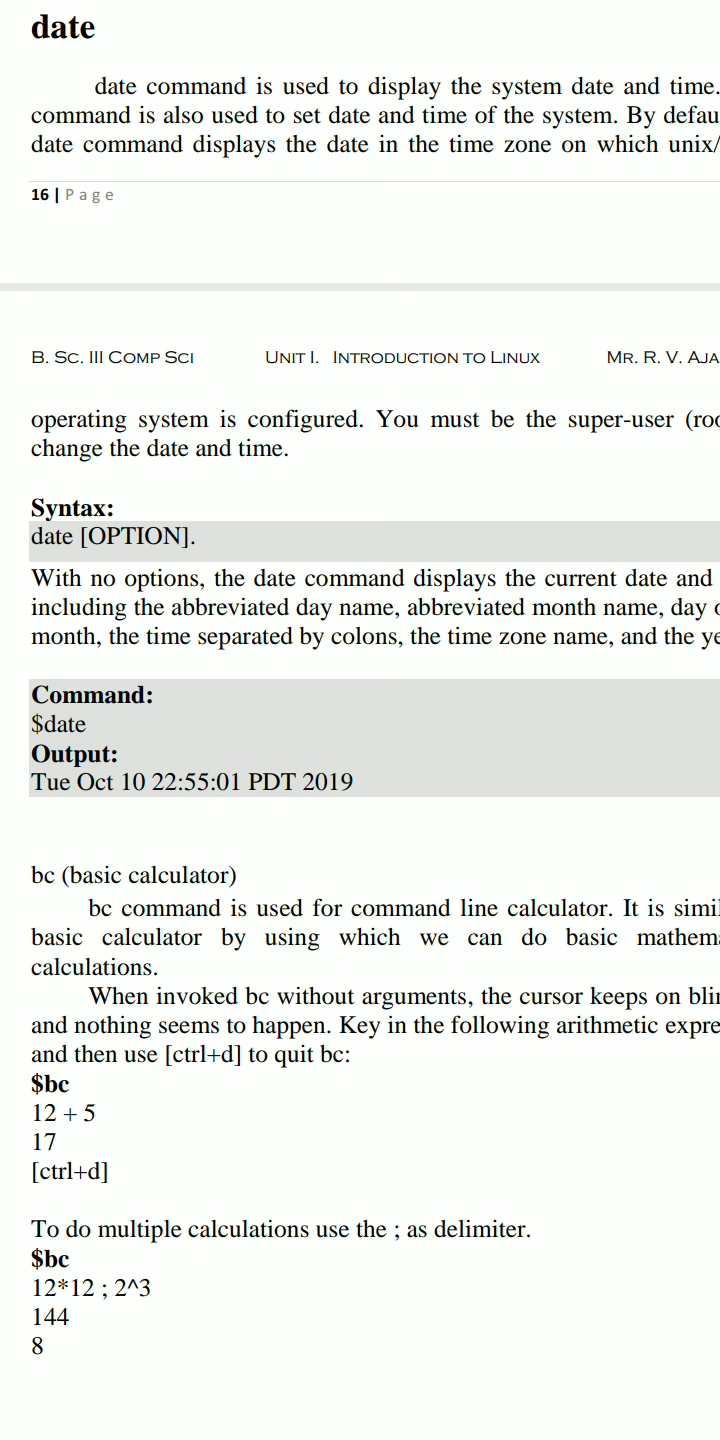 date
date command is used to display the system date and time.
command is also used to set date and time of the system. By
date command displays the date in the time zone on which unix/
16 | Page
B. Sc. III Comp Sci Unit I. Introduction to Linux Mr. R. V.
operating system is configured. You must be the super-user
change the date and time.
Syntax:
date [OPTION].
With no options, the date command displays the current date and
including the abbreviated day name, abbreviated month name, day
month, the time separated by colons, the time zone name, and the
Command:
$date
Output:
Tue Oct 10 22:55:01 PDT 2019
bc (basic calculator)
bc command is used for command line calculator. It is
basic calculator by using which we can do basic
calculations.
When invoked bc without arguments, the cursor keeps on
and nothing seems to happen. Key in the following arithmetic
and then use [ctrl+d] to quit bc:
$bc
12 + 5
17
[ctrl+d]
To do multiple calculations use the ; as delimiter.
$bc
12*12 ; 2^3
144
8